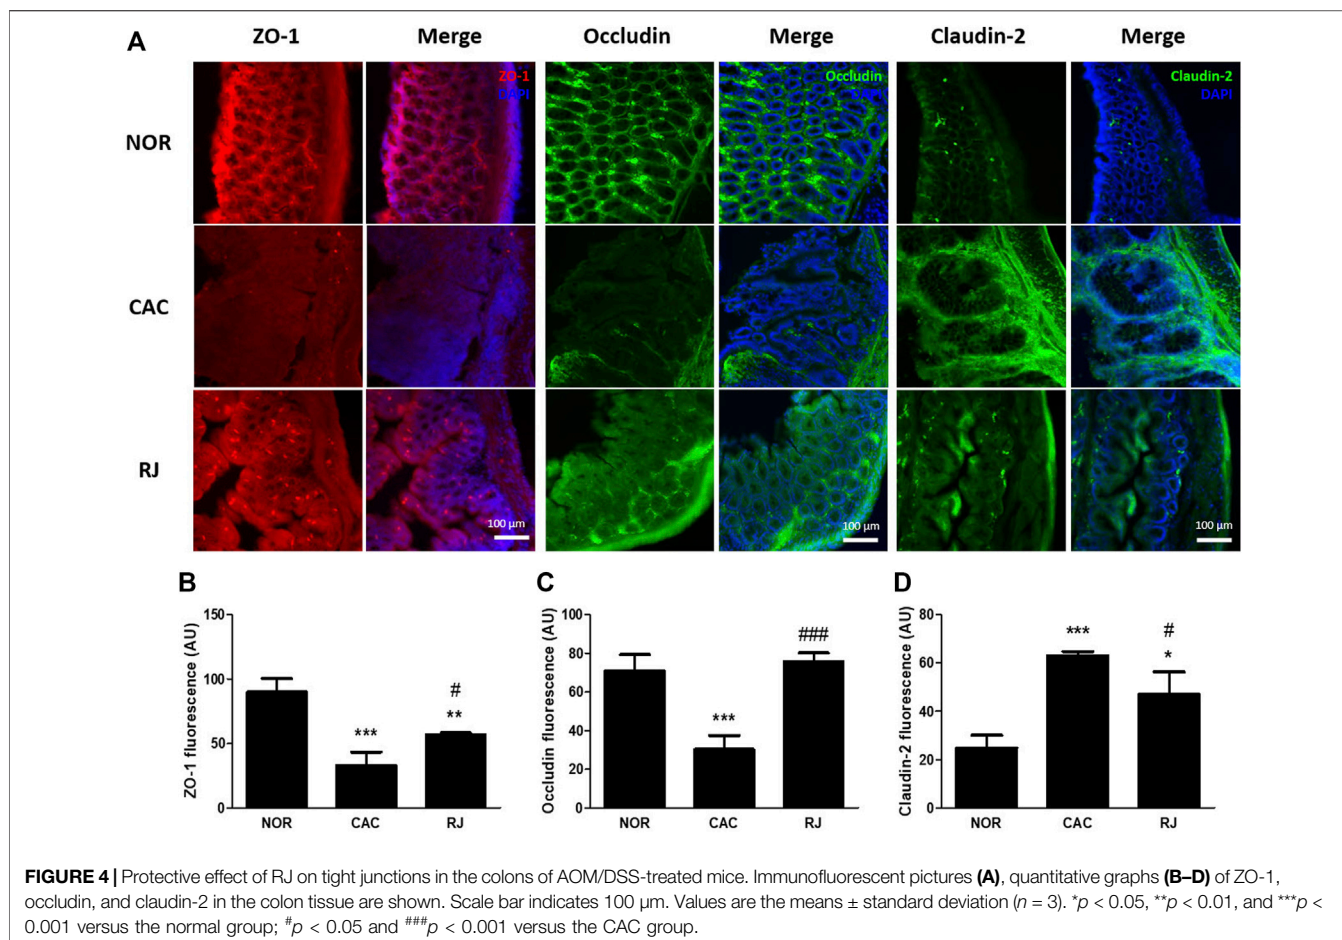 A
ZO-1 Merge Occludin Merge Claudin-2 Merge
ZO-1 Occludin Claudin-2
DAPI DAPI DAPI
NOR
CAC
RJ
100 µm 100 µm 100 µm
B C D
150 100 80
ZO-1 fluorescence (AU)
100
50
0
***
#
**
NOR CAC RJ
Occludin fluorescence (AU)
80
60
40
20
0
***
###
NOR CAC RJ
Claudin-2 fluorescence (AU)
60
40
20
0
***
#
*
NOR CAC RJ
FIGURE 4 | Protective effect of RJ on tight junctions in the colons of AOM/DSS-treated mice. Immunofluorescent pictures (A), quantitative graphs (B–D) of ZO-1,
occludin, and claudin-2 in the colon tissue are shown. Scale bar indicates 100 µm. Values are the means ± standard deviation (n = 3). *p < 0.05, **p < 0.01, and ***p <
0.001 versus the normal group; #p < 0.05 and ###p < 0.001 versus the CAC group.